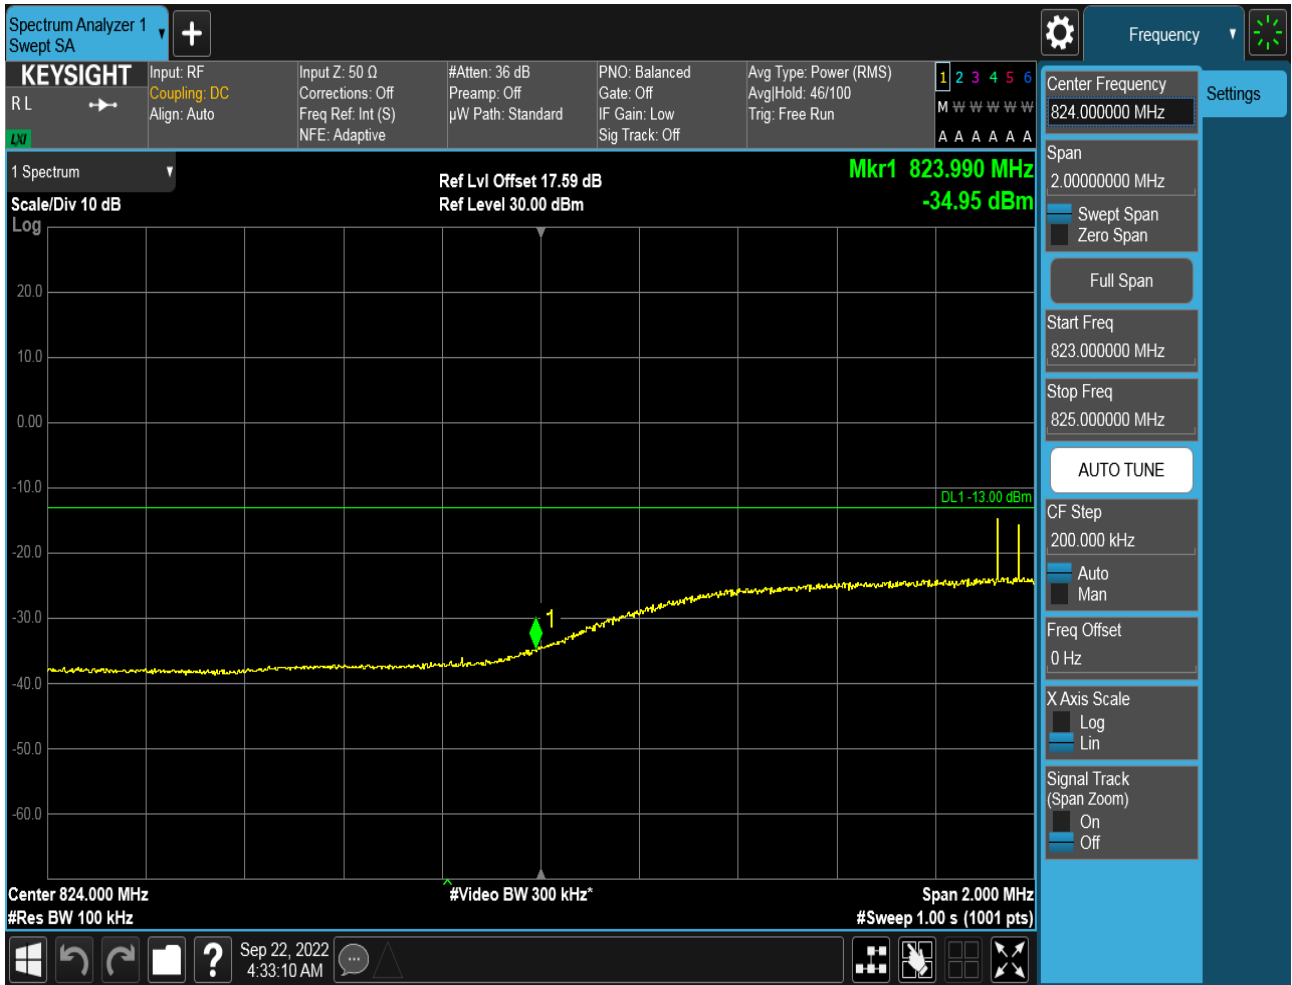 Spectrum Analyzer 1
Swept SA
Frequency
KEYSIGHT
R L
LXI
Input: RF
Coupling: DC
Align: Auto
Input Z: 50 Ω
Corrections: Off
Freq Ref: Int (S)
NFE: Adaptive
#Atten: 36 dB
Preamp: Off
µW Path: Standard
PNO: Balanced
Gate: Off
IF Gain: Low
Sig Track: Off
Avg Type: Power (RMS)
Avg|Hold: 46/100
Trig: Free Run
1 2 3 4 5 6
M W W W W W
A A A A A A
1 Spectrum
Scale/Div 10 dB
Log
Ref Lvl Offset 17.59 dB
Ref Level 30.00 dBm
Mkr1 823.990 MHz
-34.95 dBm
20.0
10.0
0.00
-10.0
DL1 -13.00 dBm
-20.0
-30.0
1
-40.0
-50.0
-60.0
Center 824.000 MHz
#Res BW 100 kHz
#Video BW 300 kHz*
Span 2.000 MHz
#Sweep 1.00 s (1001 pts)
Sep 22, 2022
4:33:10 AM
Center Frequency
824.000000 MHz
Settings
Span
2.00000000 MHz
Swept Span
Zero Span
Full Span
Start Freq
823.000000 MHz
Stop Freq
825.000000 MHz
AUTO TUNE
CF Step
200.000 kHz
Auto
Man
Freq Offset
0 Hz
X Axis Scale
Log
Lin
Signal Track
(Span Zoom)
On
Off